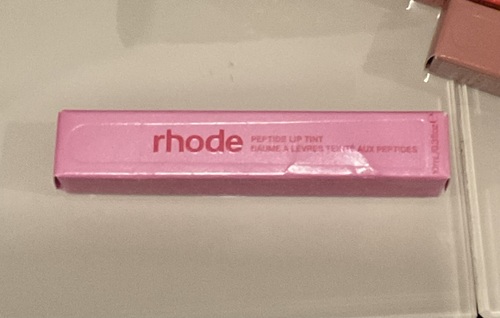 rhode
PEPTIDE LIP TINT
BAUME À LÈVRES TEINTÉ AUX PEPTIDES